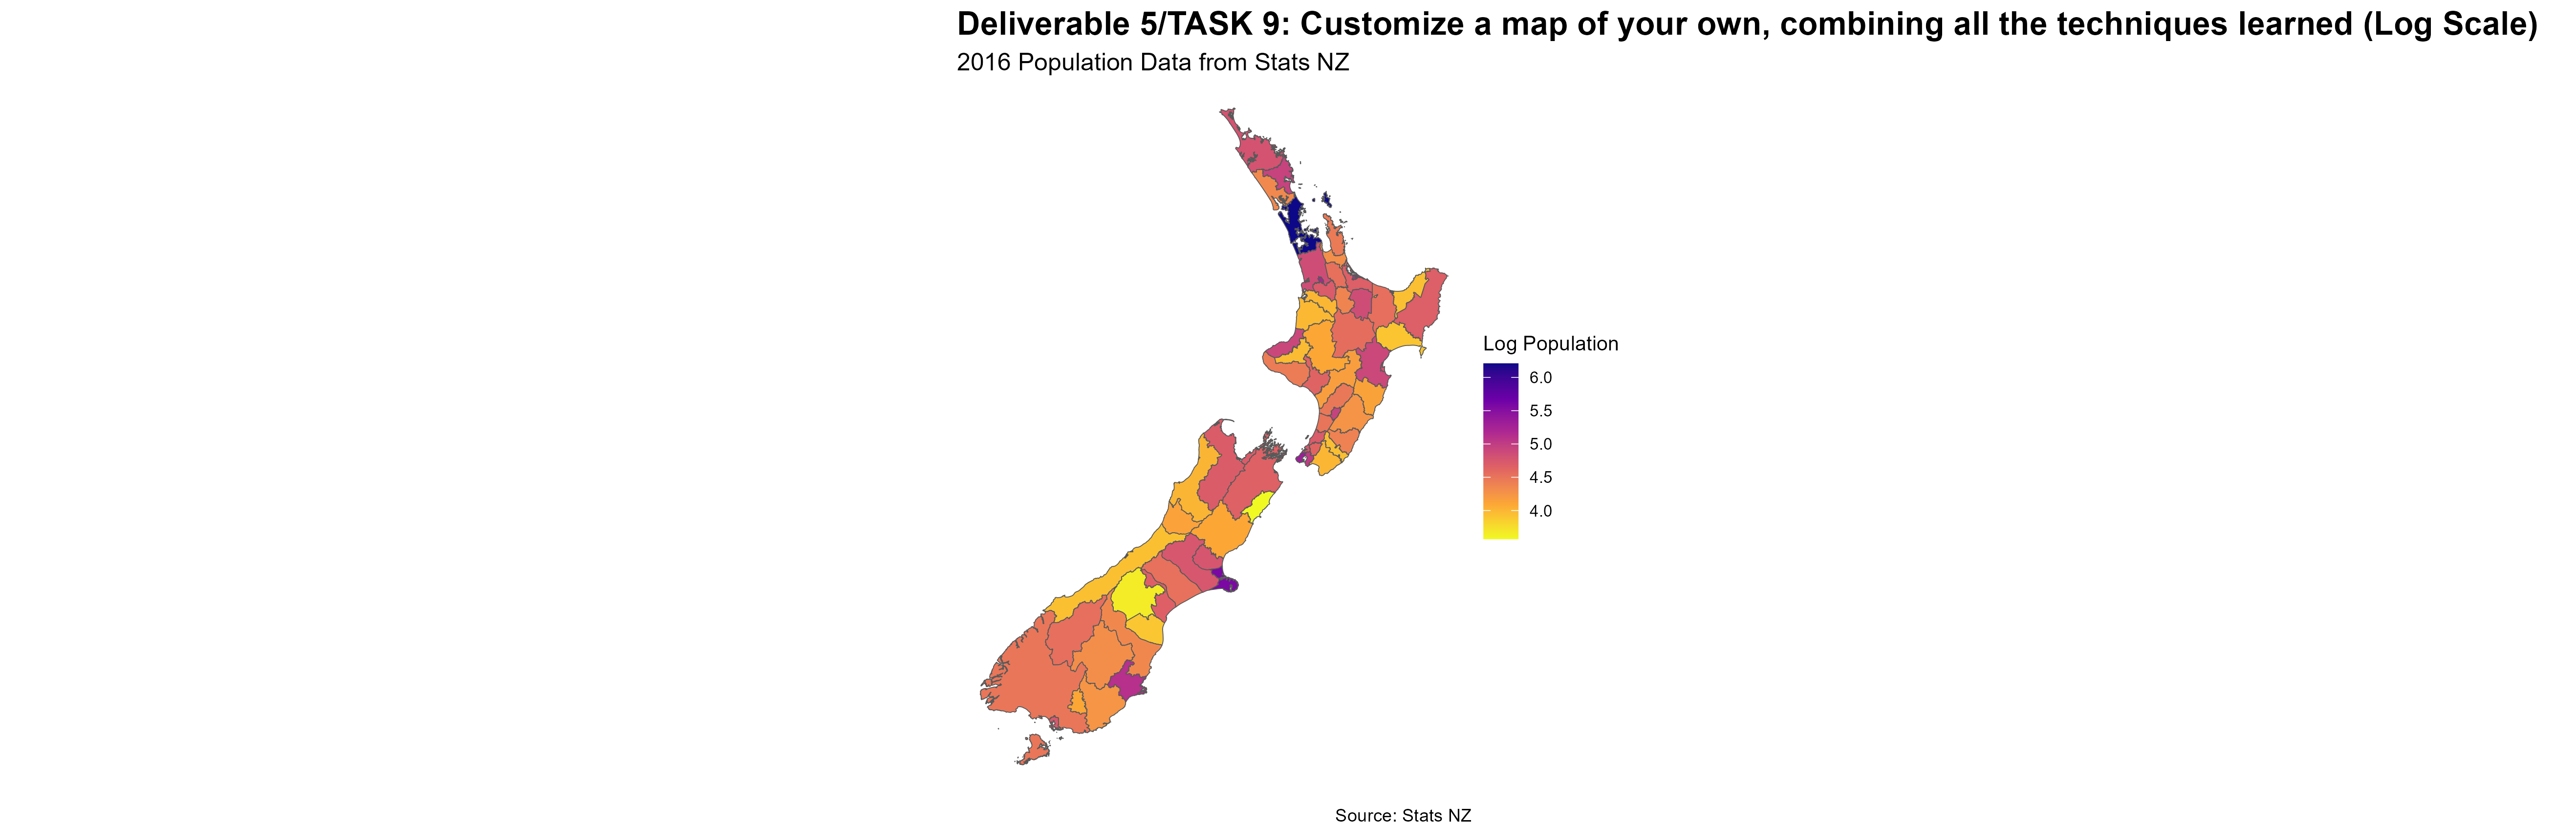 Deliverable 5/TASK 9: Customize a map of your own, combining all the techniques learned (Log Scale)
2016 Population Data from Stats NZ
Log Population
6.0
5.5
5.0
4.5
4.0
Source: Stats NZ